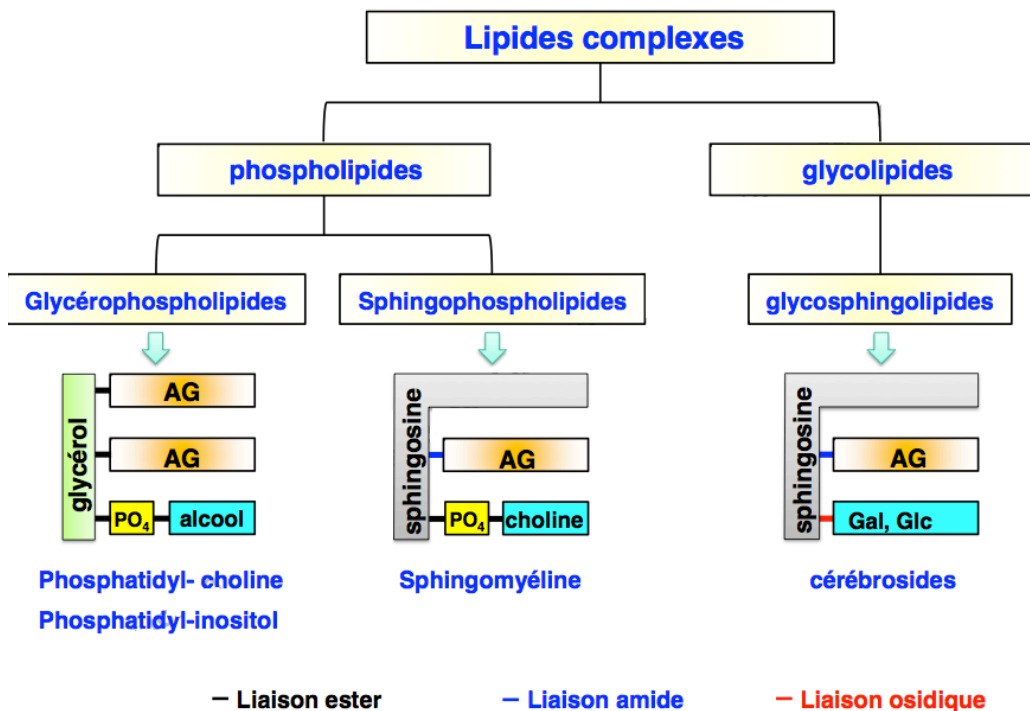 Lipides complexes
phospholipides
glycolipides
Glycérophospholipides
Sphingophospholipides
glycosphingolipides
glycérol
AG
AG
PO4
alcool
sphingosine
AG
PO4
choline
sphingosine
AG
Gal, Glc
Phosphatidyl- choline
Phosphatidyl-inositol
Sphingomyéline
cérébrosides
– Liaison ester
– Liaison amide
– Liaison osidique